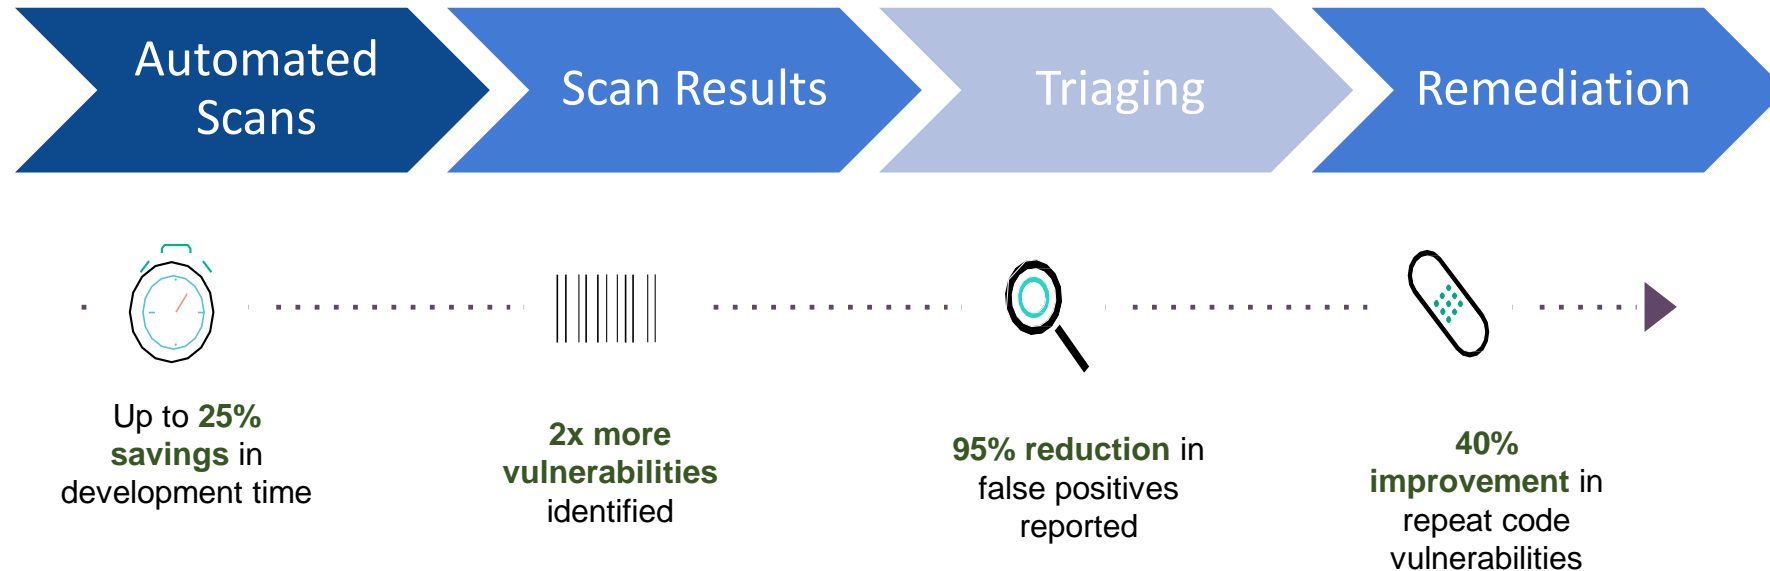 Automated
Scans
Scan Results
Triaging
Remediation
Up to 25%
savings in
development time
2x more
vulnerabilities
identified
95% reduction in
false positives
reported
40%
improvement in
repeat code
vulnerabilities